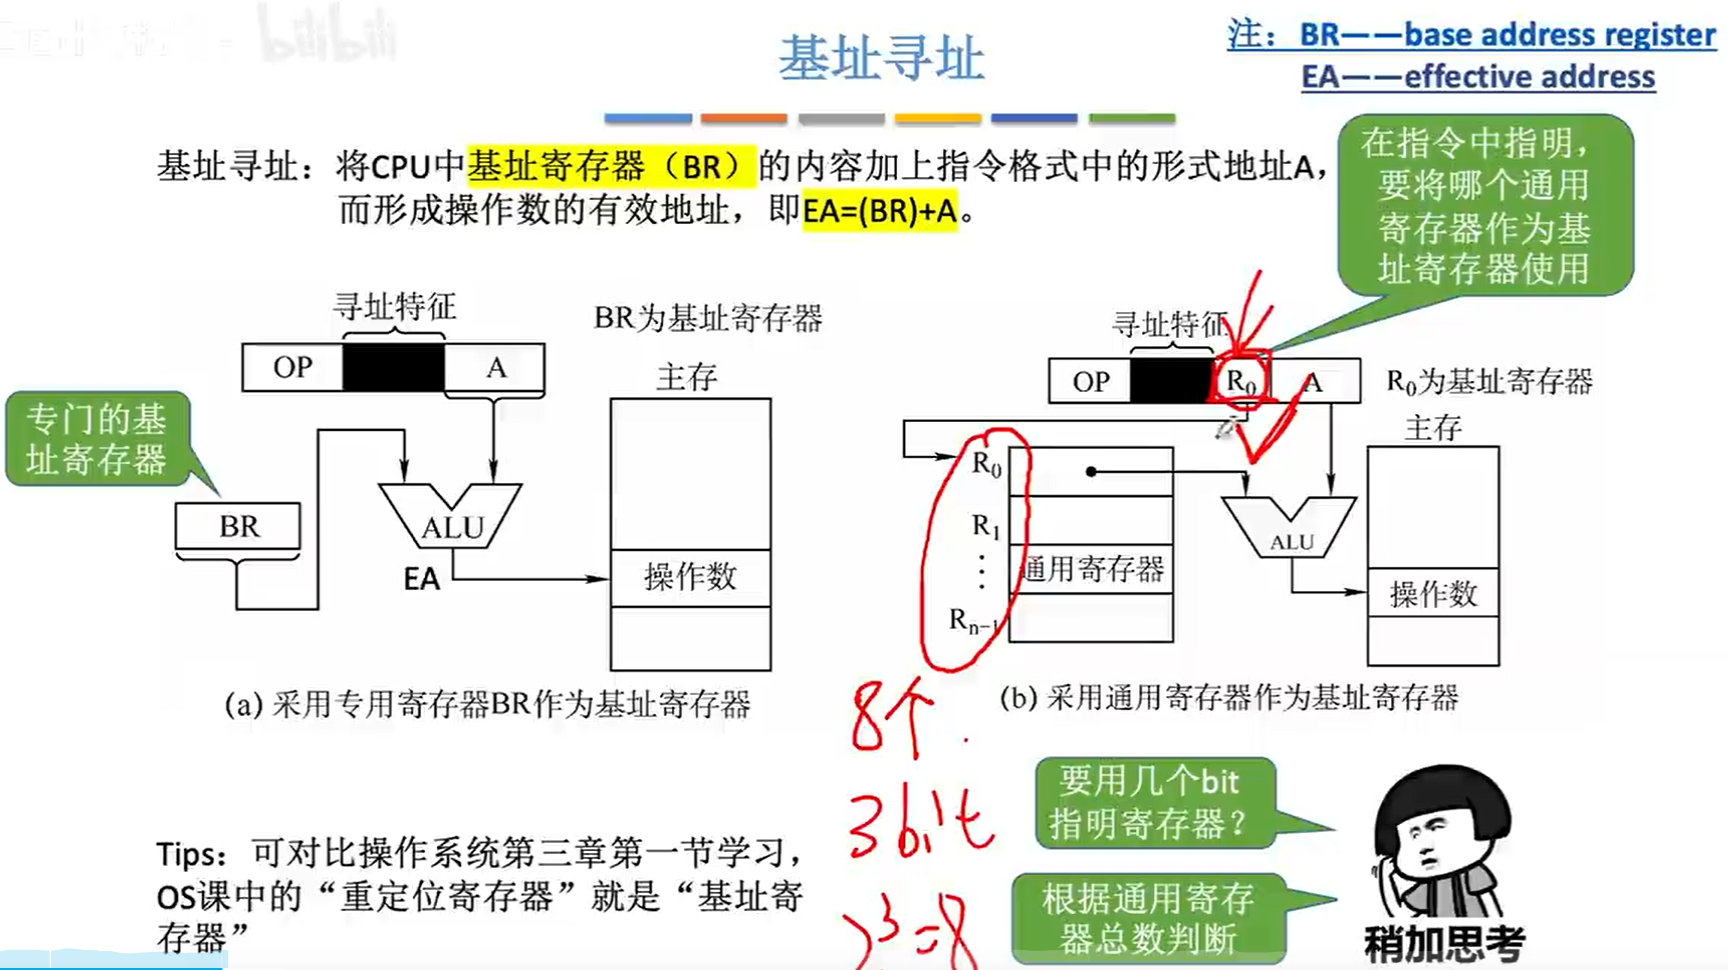 bilibili
基址寻址
注：BR——base address register
EA——effective address
基址寻址：将CPU中基址寄存器（BR）的内容加上指令格式中的形式地址A，
而形成操作数的有效地址，即EA=(BR)+A。
在指令中指明，
要将哪个通用
寄存器作为基
址寄存器使用
寻址特征
BR为基址寄存器
OP
A
主存
专门的基
址寄存器
BR
ALU
EA
操作数
(a) 采用专用寄存器BR作为基址寄存器
寻址特征
OP
R₀
A
R₀为基址寄存器
主存
R₀
R₁
⋮
通用寄存器
Rₙ₋₁
ALU
操作数
(b) 采用通用寄存器作为基址寄存器
8个
3bit
2³=8
要用几个bit
指明寄存器？
根据通用寄存
器总数判断
稍加思考
Tips：可对比操作系统第三章第一节学习，
OS课中的“重定位寄存器”就是“基址寄
存器”